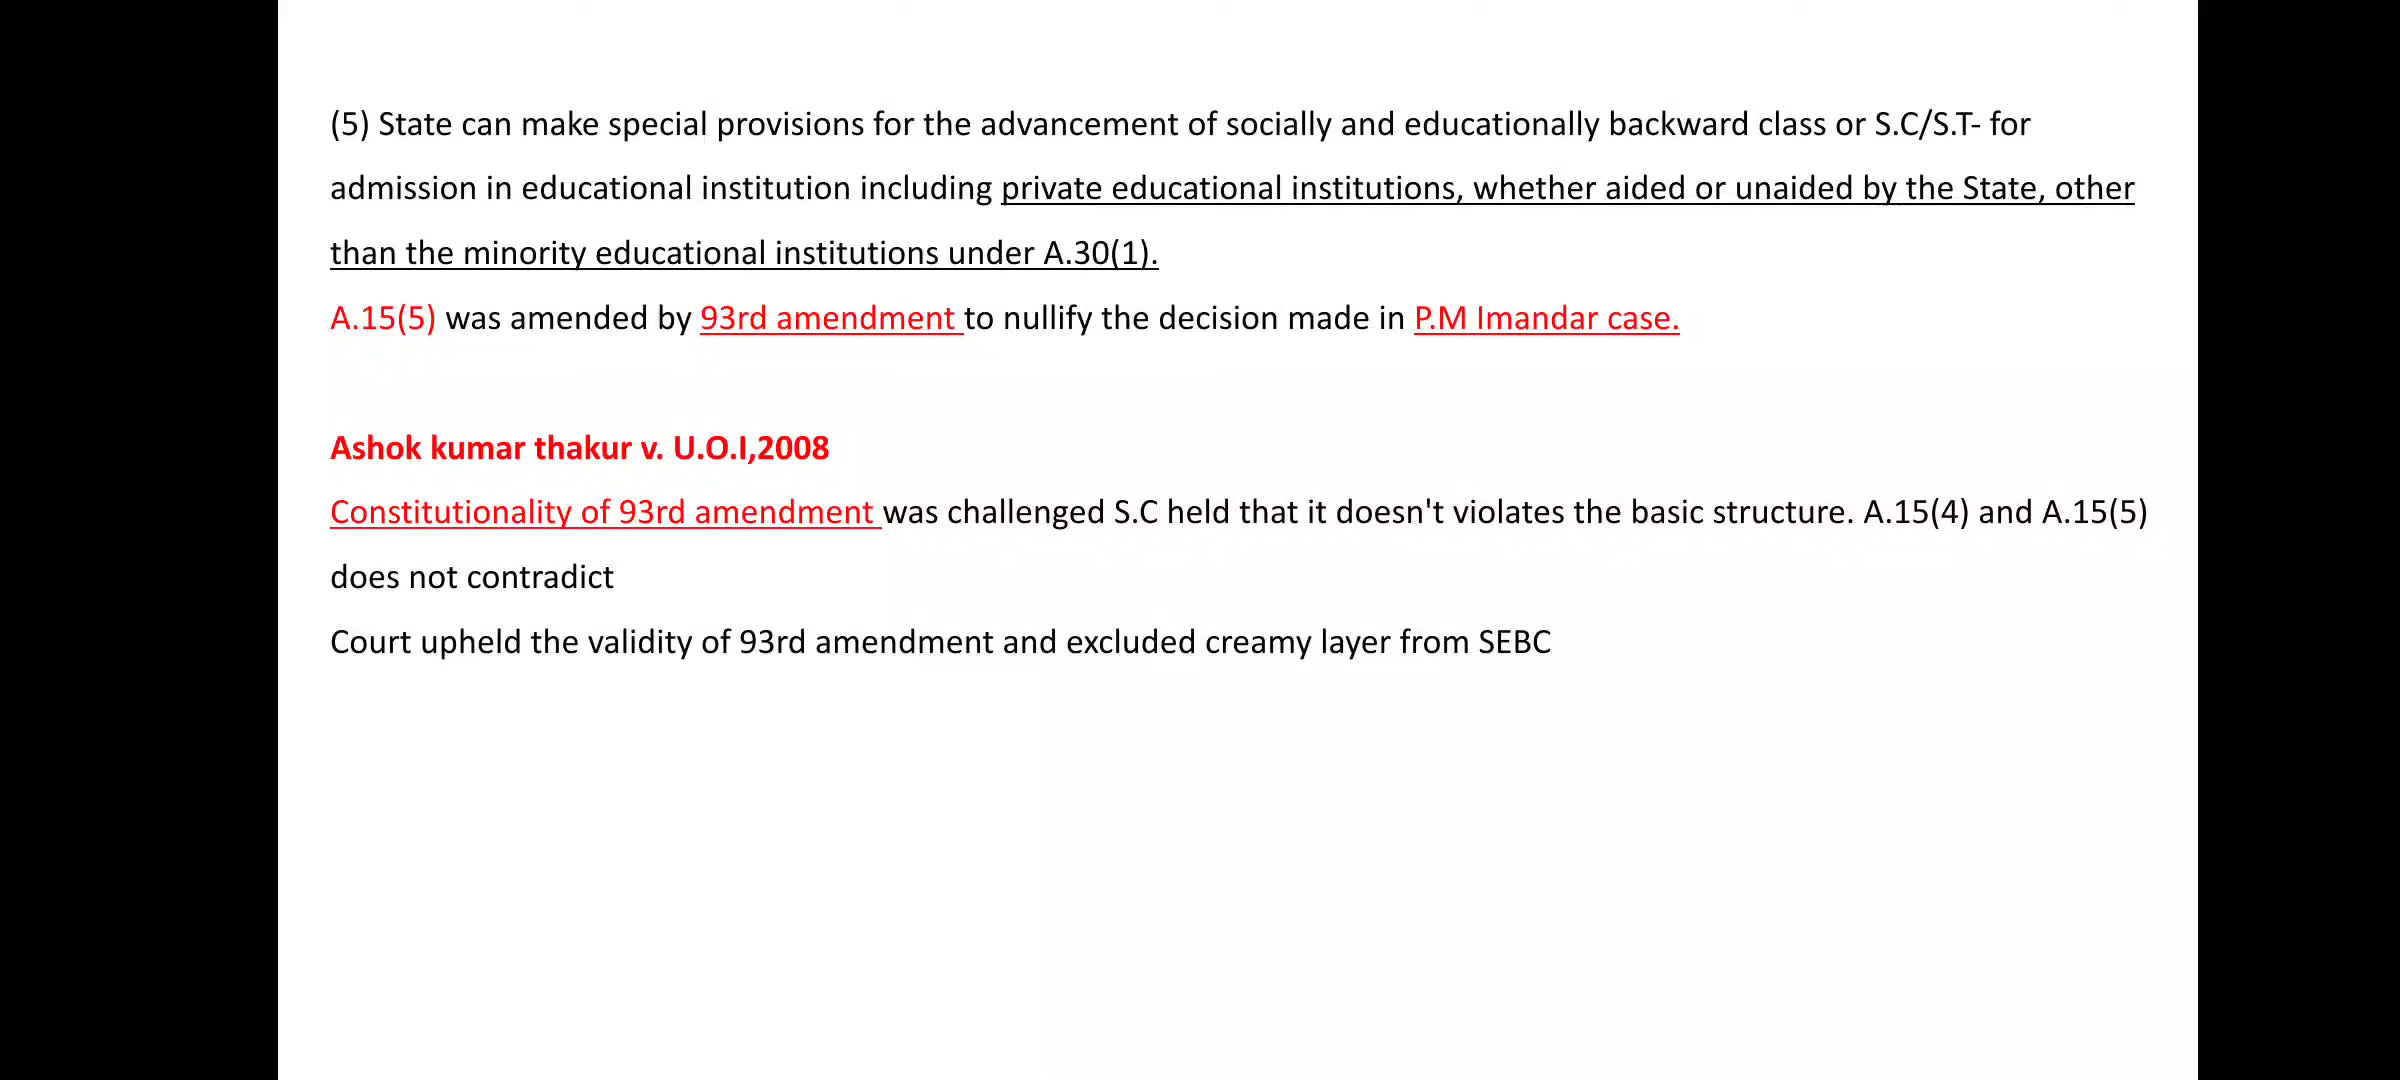 (5) State can make special provisions for the advancement of socially and educationally backward class or S.C/S.T- for
admission in educational institution including private educational institutions, whether aided or unaided by the State, other
than the minority educational institutions under A.30(1).
A.15(5) was amended by 93rd amendment to nullify the decision made in P.M Imandar case.
Ashok kumar thakur v. U.O.I,2008
Constitutionality of 93rd amendment was challenged S.C held that it doesn't violates the basic structure. A.15(4) and A.15(5)
does not contradict
Court upheld the validity of 93rd amendment and excluded creamy layer from SEBC